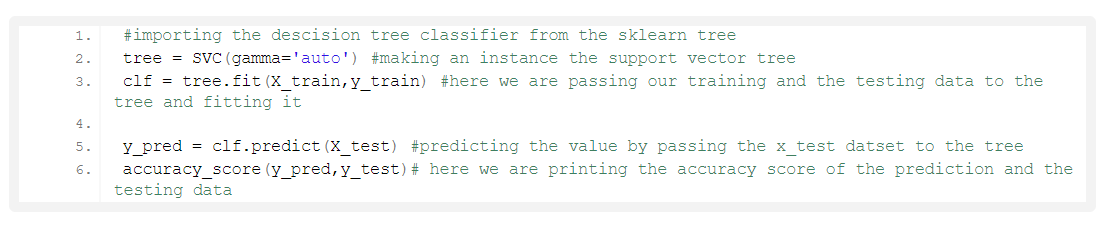 1. #importing the descision tree classifier from the sklearn tree
2. tree = SVC(gamma='auto') #making an instance the support vector tree
3. clf = tree.fit(X_train,y_train) #here we are passing our training and the testing data to the
tree and fitting it
4.
5. y_pred = clf.predict(X_test) #predicting the value by passing the x_test datset to the tree
6. accuracy_score(y_pred,y_test)# here we are printing the accuracy score of the prediction and the
testing data